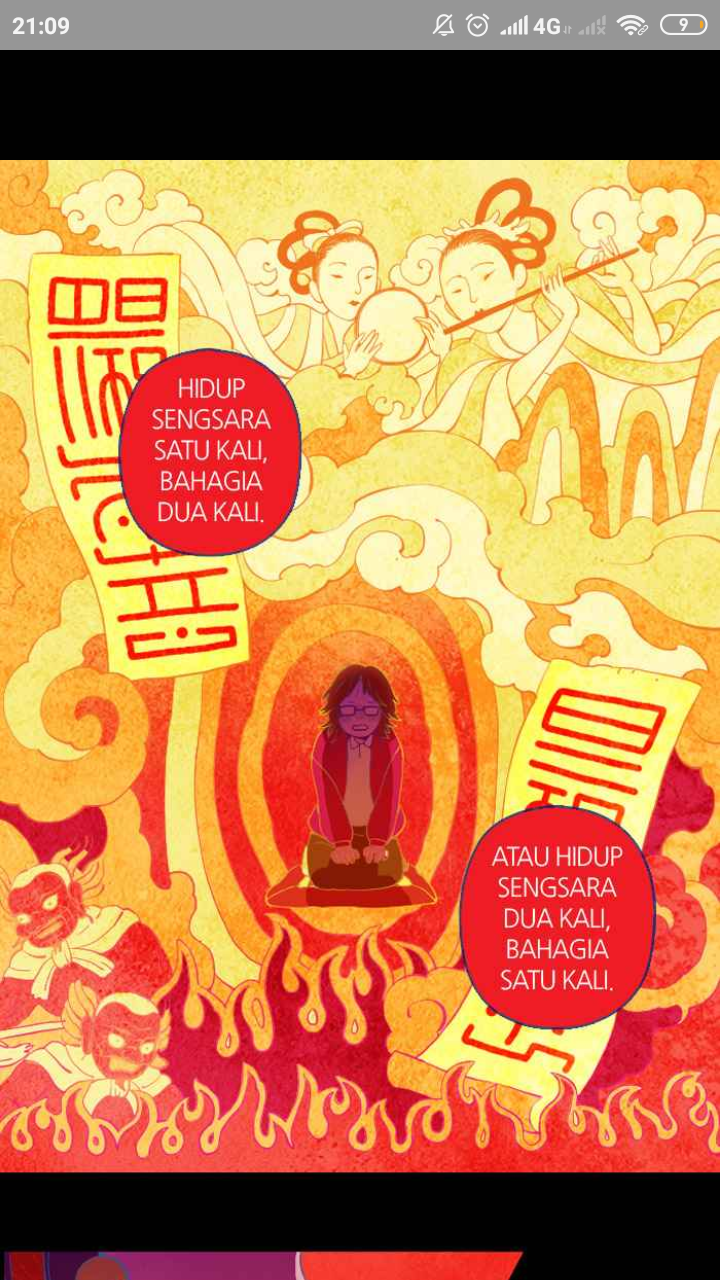 21:09
4G
9
HIDUP
SENGSARA
SATU KALI,
BAHAGIA
DUA KALI.
ATAU HIDUP
SENGSARA
DUA KALI,
BAHAGIA
SATU KALI.